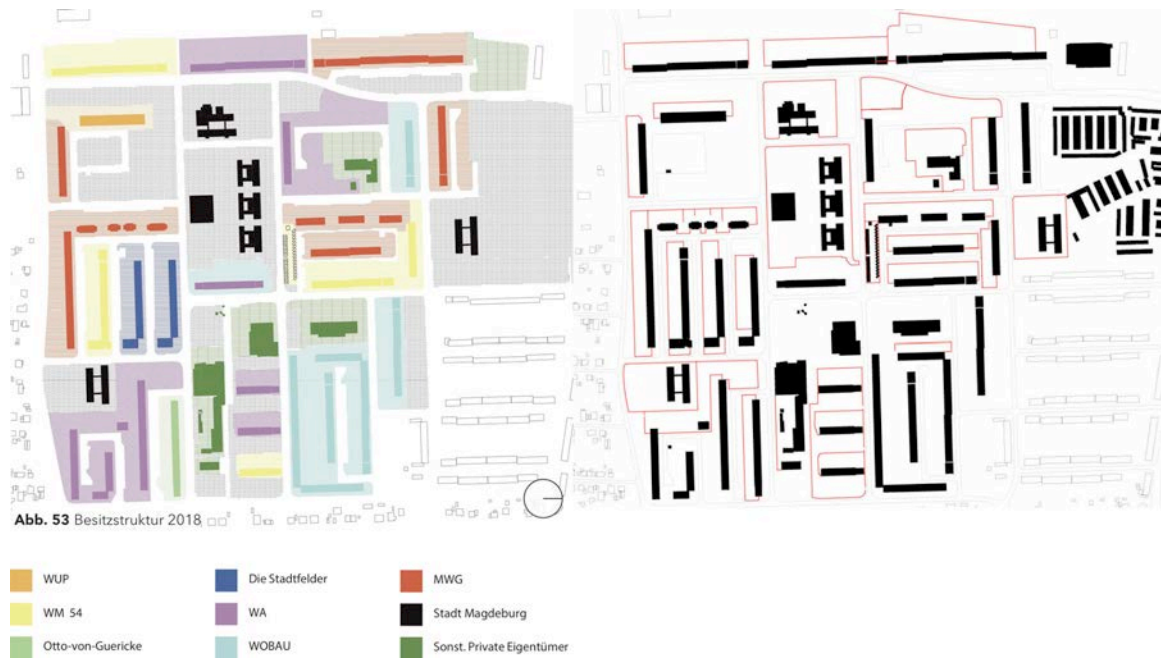 Abb. 53 Besitzstruktur 2018
WUP
Die Stadtfelder
MWG
WM 54
WA
Stadt Magdeburg
Otto-von-Guericke
WOBAU
Sonst. Private Eigentümer